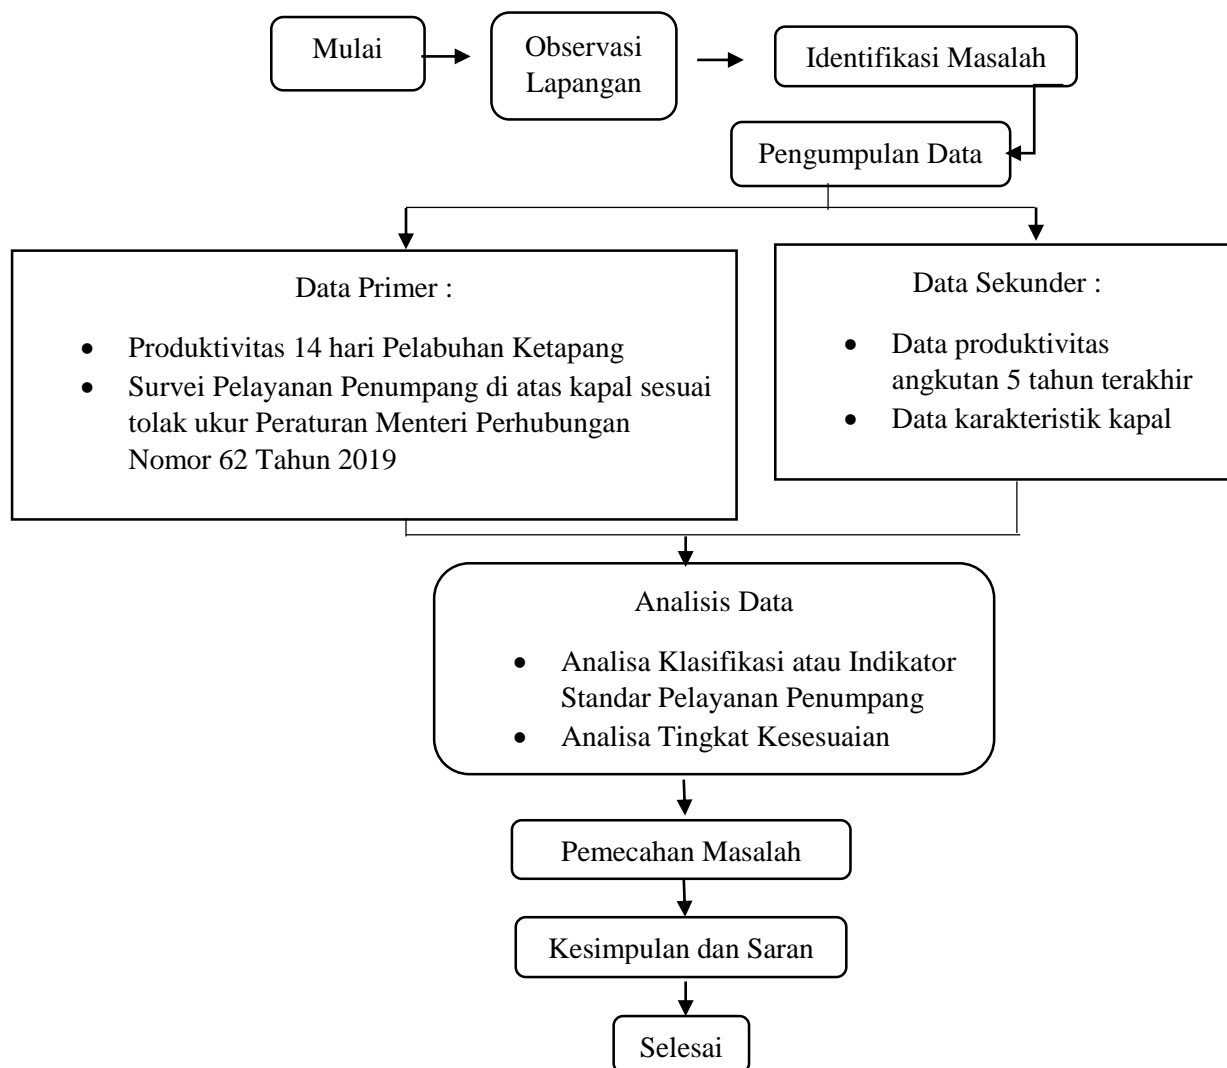 Mulai
Observasi
Lapangan
Identifikasi Masalah
Pengumpulan Data
Data Primer :
• Produktivitas 14 hari Pelabuhan Ketapang
• Survei Pelayanan Penumpang di atas kapal sesuai
tolak ukur Peraturan Menteri Perhubungan
Nomor 62 Tahun 2019
Data Sekunder :
• Data produktivitas
angkutan 5 tahun terakhir
• Data karakteristik kapal
Analisis Data
• Analisa Klasifikasi atau Indikator
Standar Pelayanan Penumpang
• Analisa Tingkat Kesesuaian
Pemecahan Masalah
Kesimpulan dan Saran
Selesai